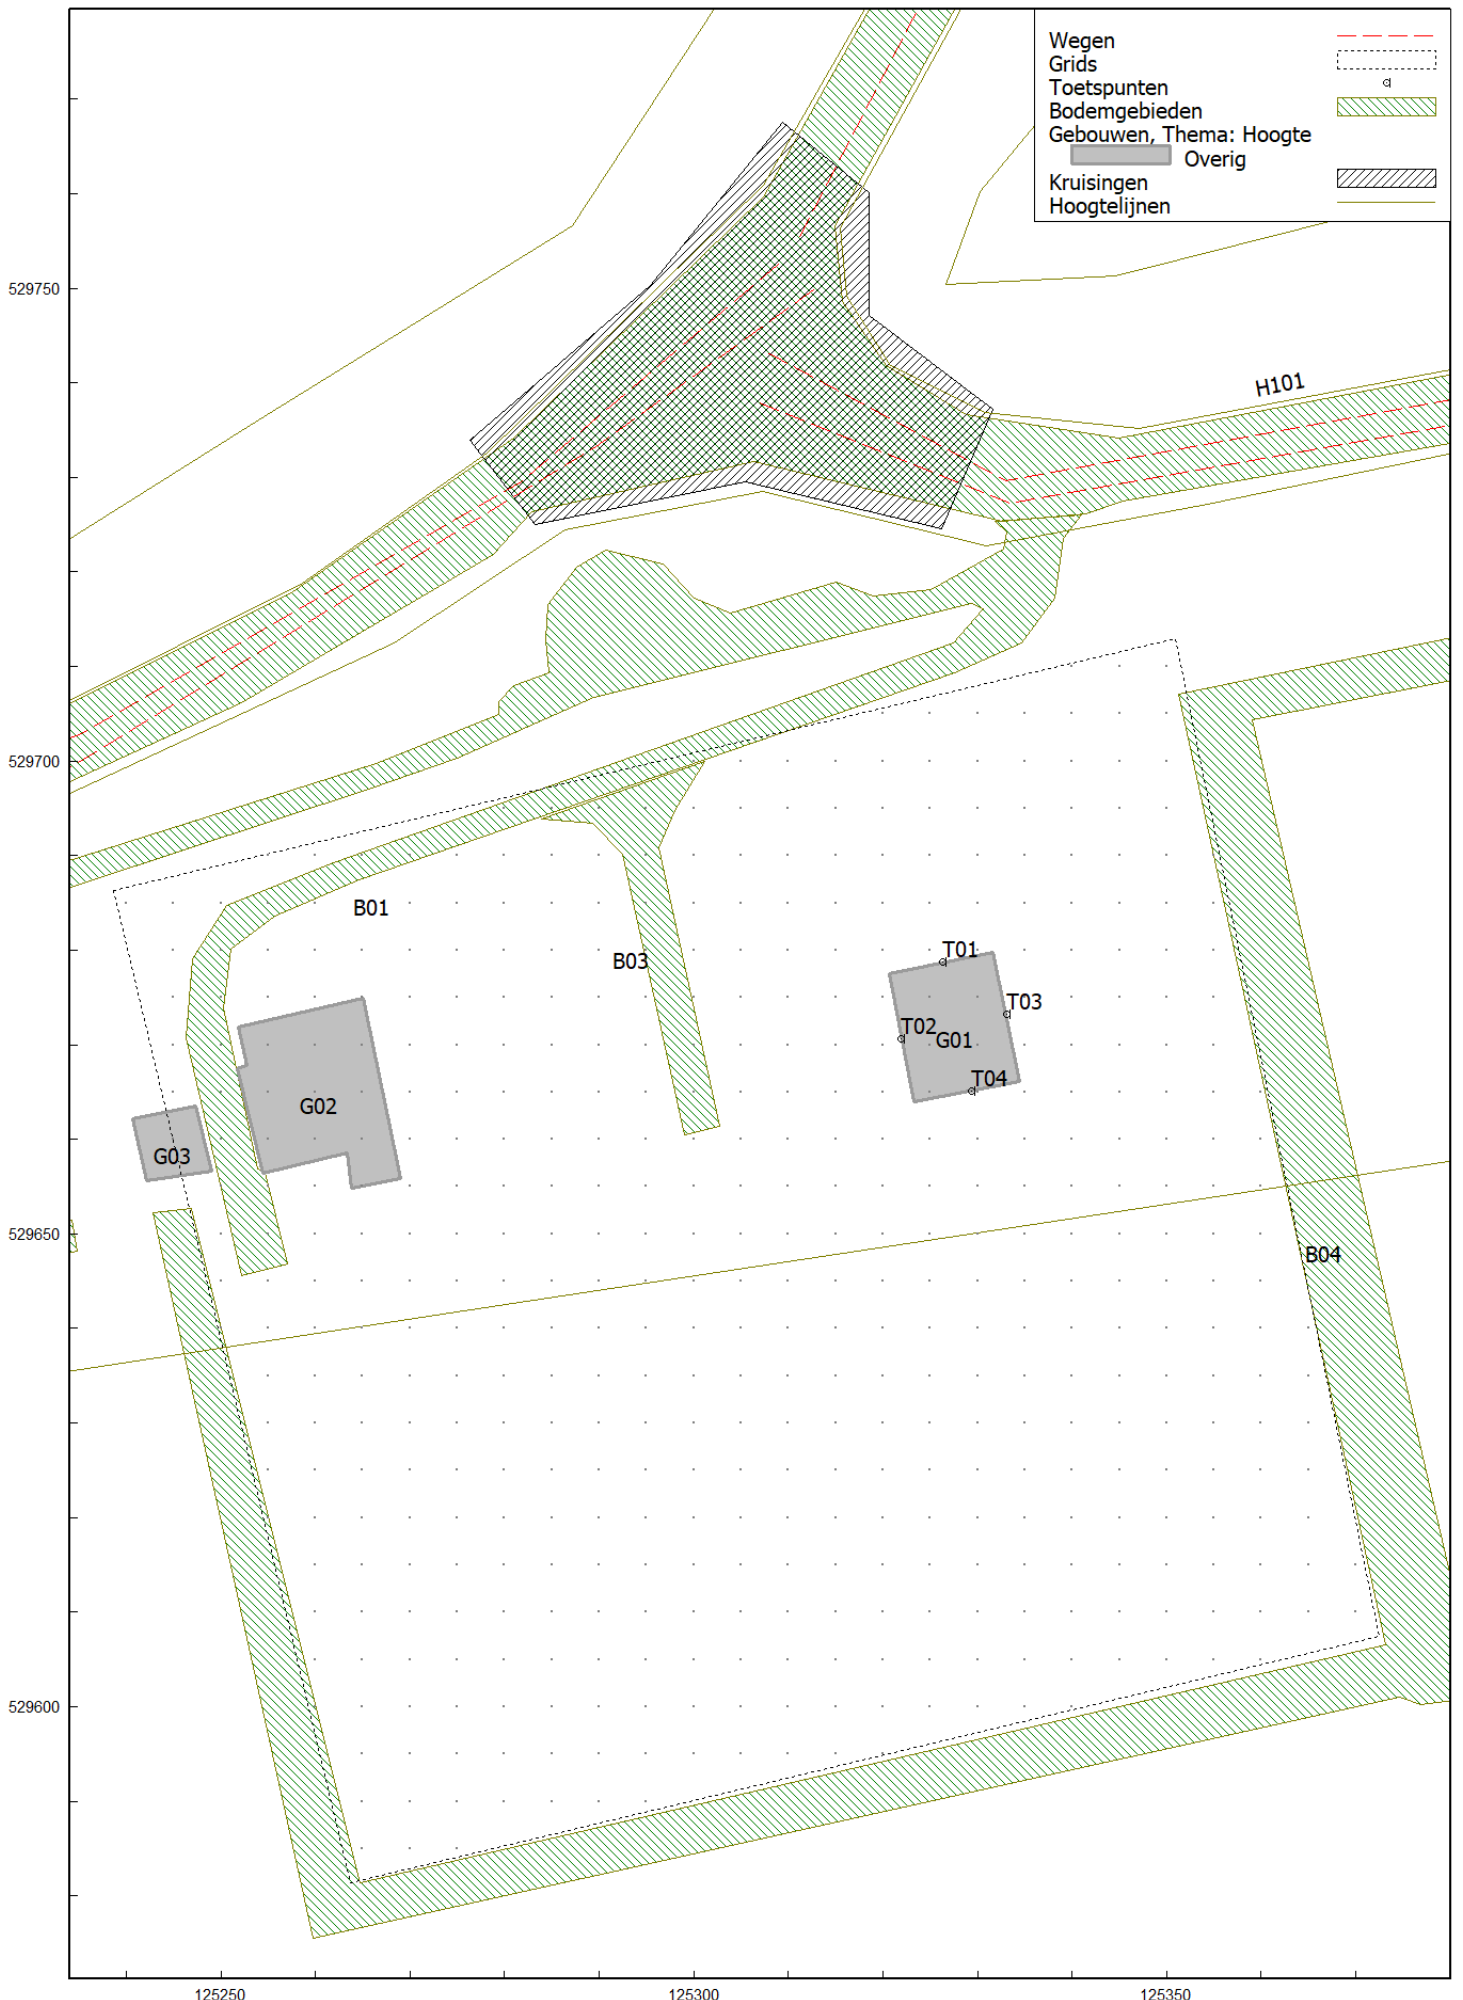 Wegen
Grids
Toetspunten
Bodemgebieden
Gebouwen, Thema: Hoogte
Overig
Kruisingen
Hoogtelijnen
529750
H101
529700
B01
B03
T01
T03
T02
G01
T04
G02
G03
529650
B04
529600
125250
125300
125350